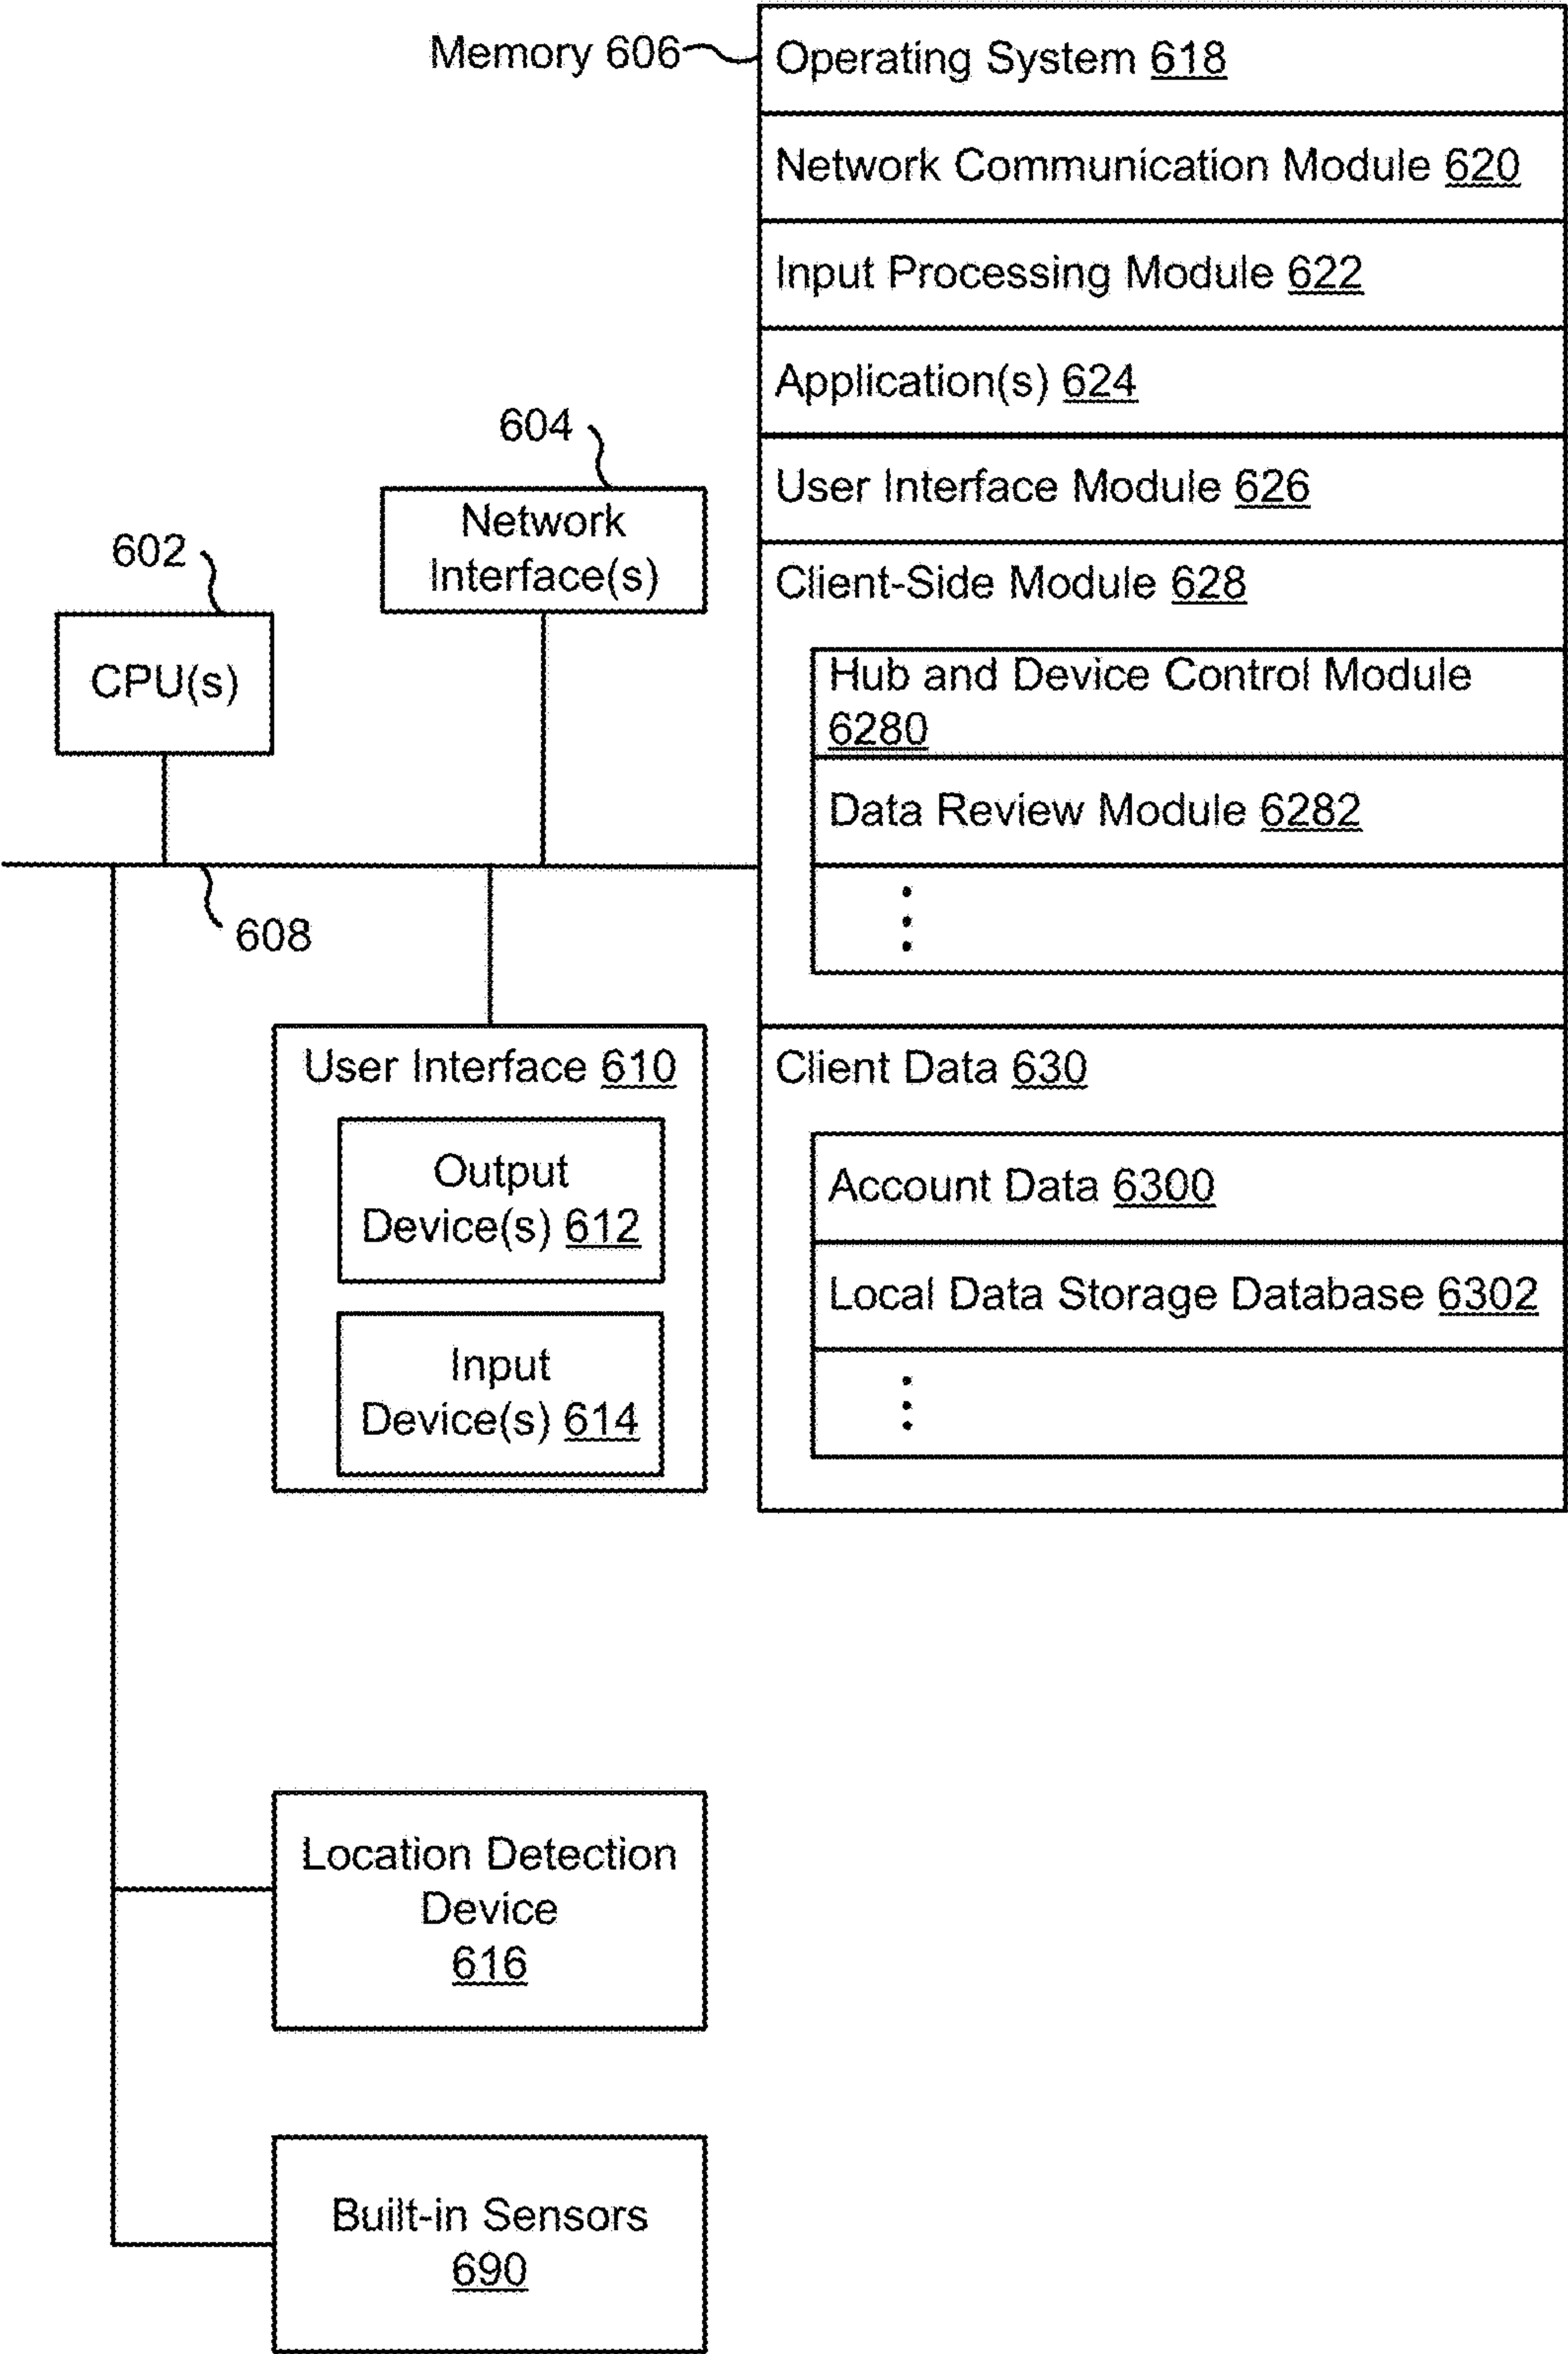 Memory 606
Operating System 618
Network Communication Module 620
Input Processing Module 622
Application(s) 624
User Interface Module 626
Client-Side Module 628
Hub and Device Control Module
6280
Data Review Module 6282
Client Data 630
Account Data 6300
Local Data Storage Database 6302
604
Network
Interface(s)
602
CPU(s)
608
User Interface 610
Output
Device(s) 612
Input
Device(s) 614
Location Detection
Device
616
Built-in Sensors
690